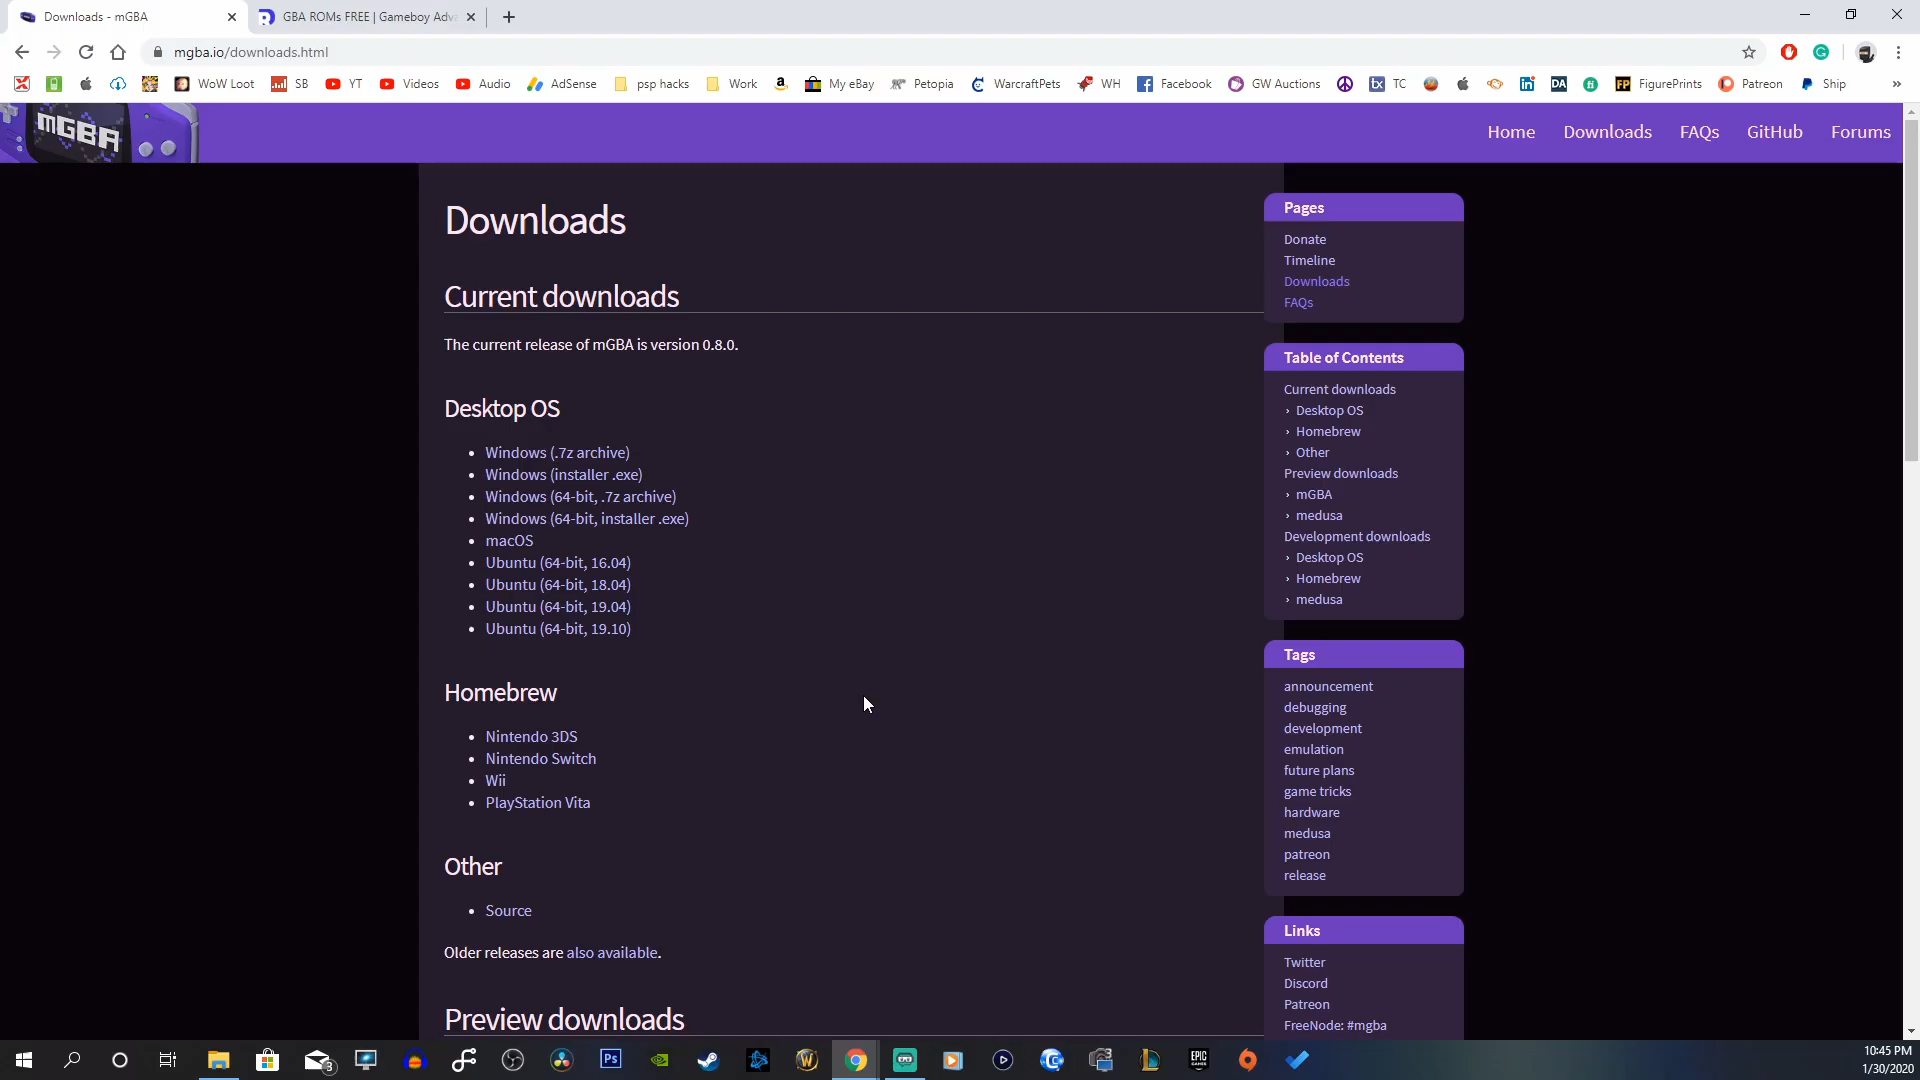 Downloads - mGBA
GBA ROMs FREE | Gameboy Adva
mgba.io/downloads.html
WoW Loot SB YT Videos Audio AdSense psp hacks Work My eBay Petopia WarcraftPets WH Facebook GW Auctions TC FigurePrints Patreon Ship
mGBA
Home Downloads FAQs GitHub Forums
Downloads
Current downloads
The current release of mGBA is version 0.8.0.
Desktop OS
Windows (.7z archive)
Windows (installer .exe)
Windows (64-bit, .7z archive)
Windows (64-bit, installer .exe)
macOS
Ubuntu (64-bit, 16.04)
Ubuntu (64-bit, 18.04)
Ubuntu (64-bit, 19.04)
Ubuntu (64-bit, 19.10)
Homebrew
Nintendo 3DS
Nintendo Switch
Wii
PlayStation Vita
Other
Source
Older releases are also available.
Preview downloads
Pages
Donate
Timeline
Downloads
FAQs
Table of Contents
Current downloads
› Desktop OS
› Homebrew
› Other
Preview downloads
› mGBA
› medusa
Development downloads
› Desktop OS
› Homebrew
› medusa
Tags
announcement
debugging
development
emulation
future plans
game tricks
hardware
medusa
patreon
release
Links
Twitter
Discord
Patreon
FreeNode: #mgba
10:45 PM
1/30/2020